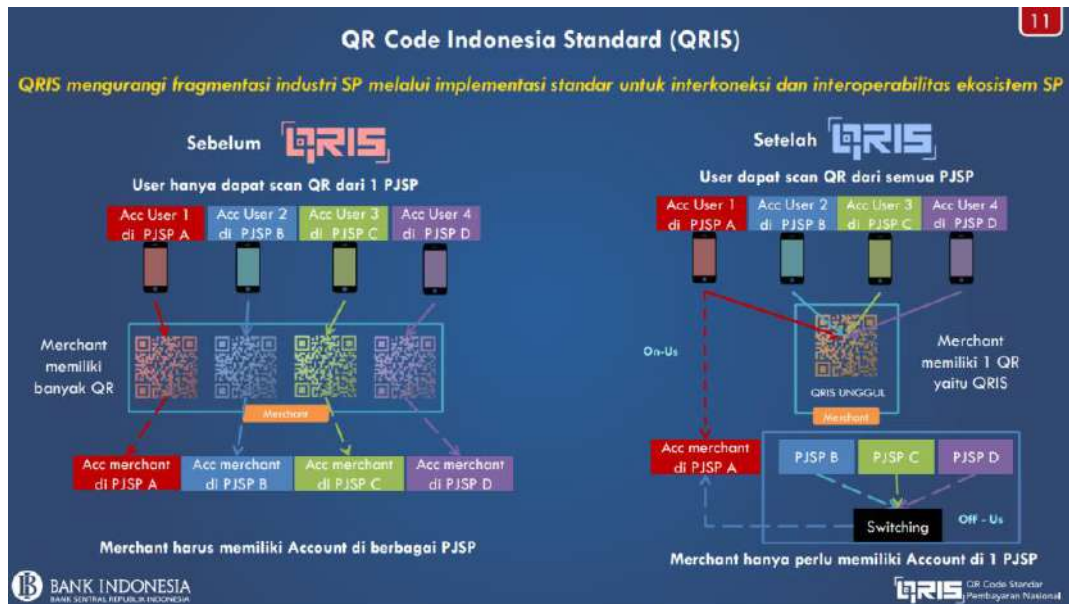 11
QR Code Indonesia Standard (QRIS)
QRIS mengurangi fragmentasi industri SP melalui implementasi standar untuk interkoneksi dan interoperabilitas ekosistem SP
Sebelum QRIS
User hanya dapat scan QR dari 1 PJSP
Acc User 1
di PJSP A
Acc User 2
di PJSP B
Acc User 3
di PJSP C
Acc User 4
di PJSP D
Merchant
memiliki
banyak QR
Merchant
Acc merchant
di PJSP A
Acc merchant
di PJSP B
Acc merchant
di PJSP C
Acc merchant
di PJSP D
Merchant harus memiliki Account di berbagai PJSP
Setelah QRIS
User dapat scan QR dari semua PJSP
Acc User 1
di PJSP A
Acc User 2
di PJSP B
Acc User 3
di PJSP C
Acc User 4
di PJSP D
On-Us
QRIS UNGGUL
Merchant
Merchant
memiliki 1 QR
yaitu QRIS
Acc merchant
di PJSP A
PJSP B
PJSP C
PJSP D
Switching
Off - Us
Merchant hanya perlu memiliki Account di 1 PJSP
BANK INDONESIA
BANK SENTRAL REPUBLIK INDONESIA
QRIS
QR Code Standar
Pembayaran Nasional